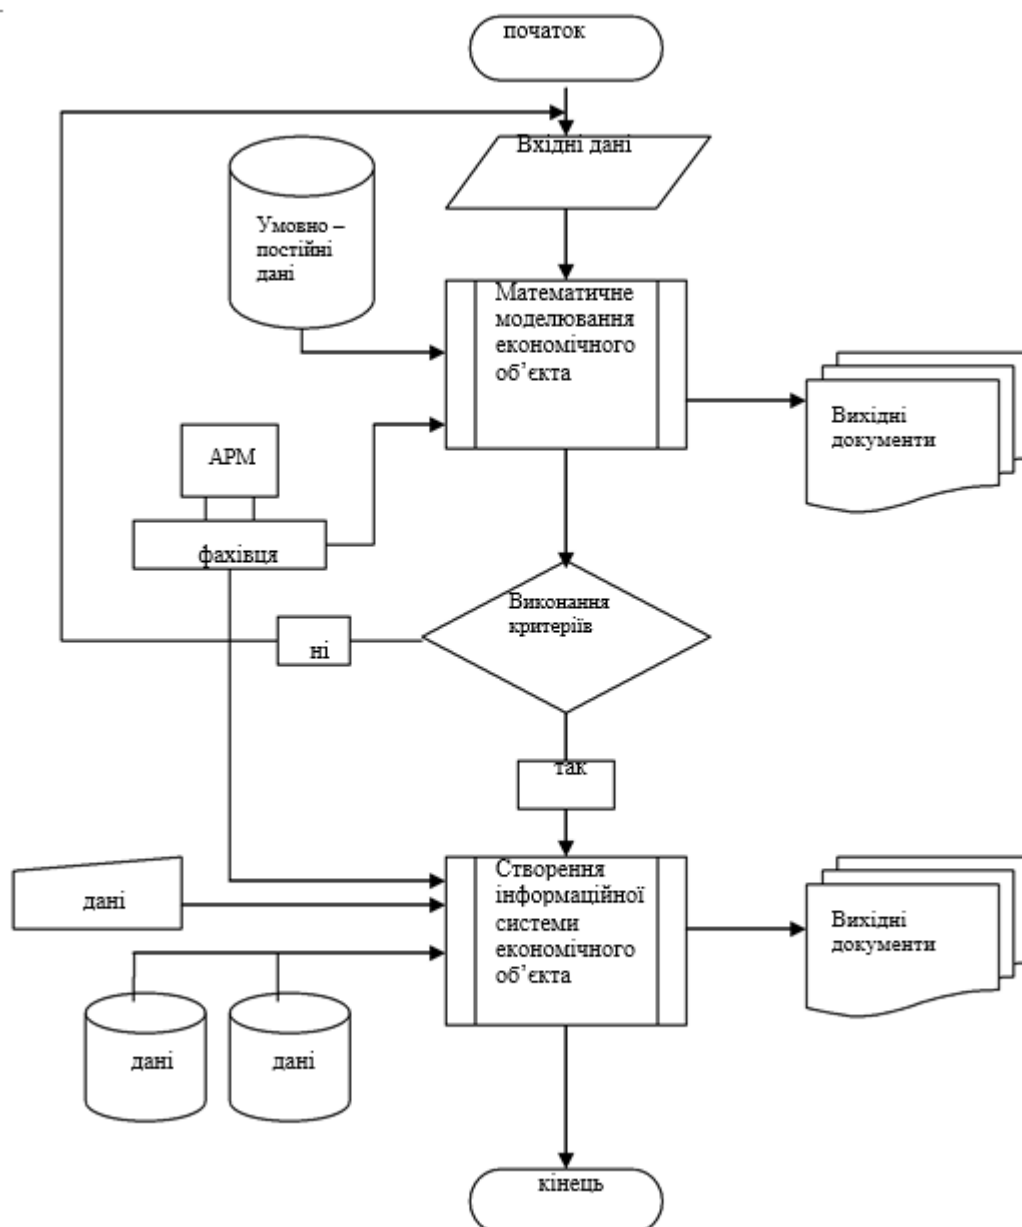 початок
Вхідні дані
Умовно –
постійні
дані
Математичне
моделювання
економічного
об’єкта
Вихідні
документи
АРМ
фахівця
Виконання
критеріїв
ні
так
Створення
інформаційної
системи
економічного
об’єкта
дані
Вихідні
документи
дані
дані
кінець